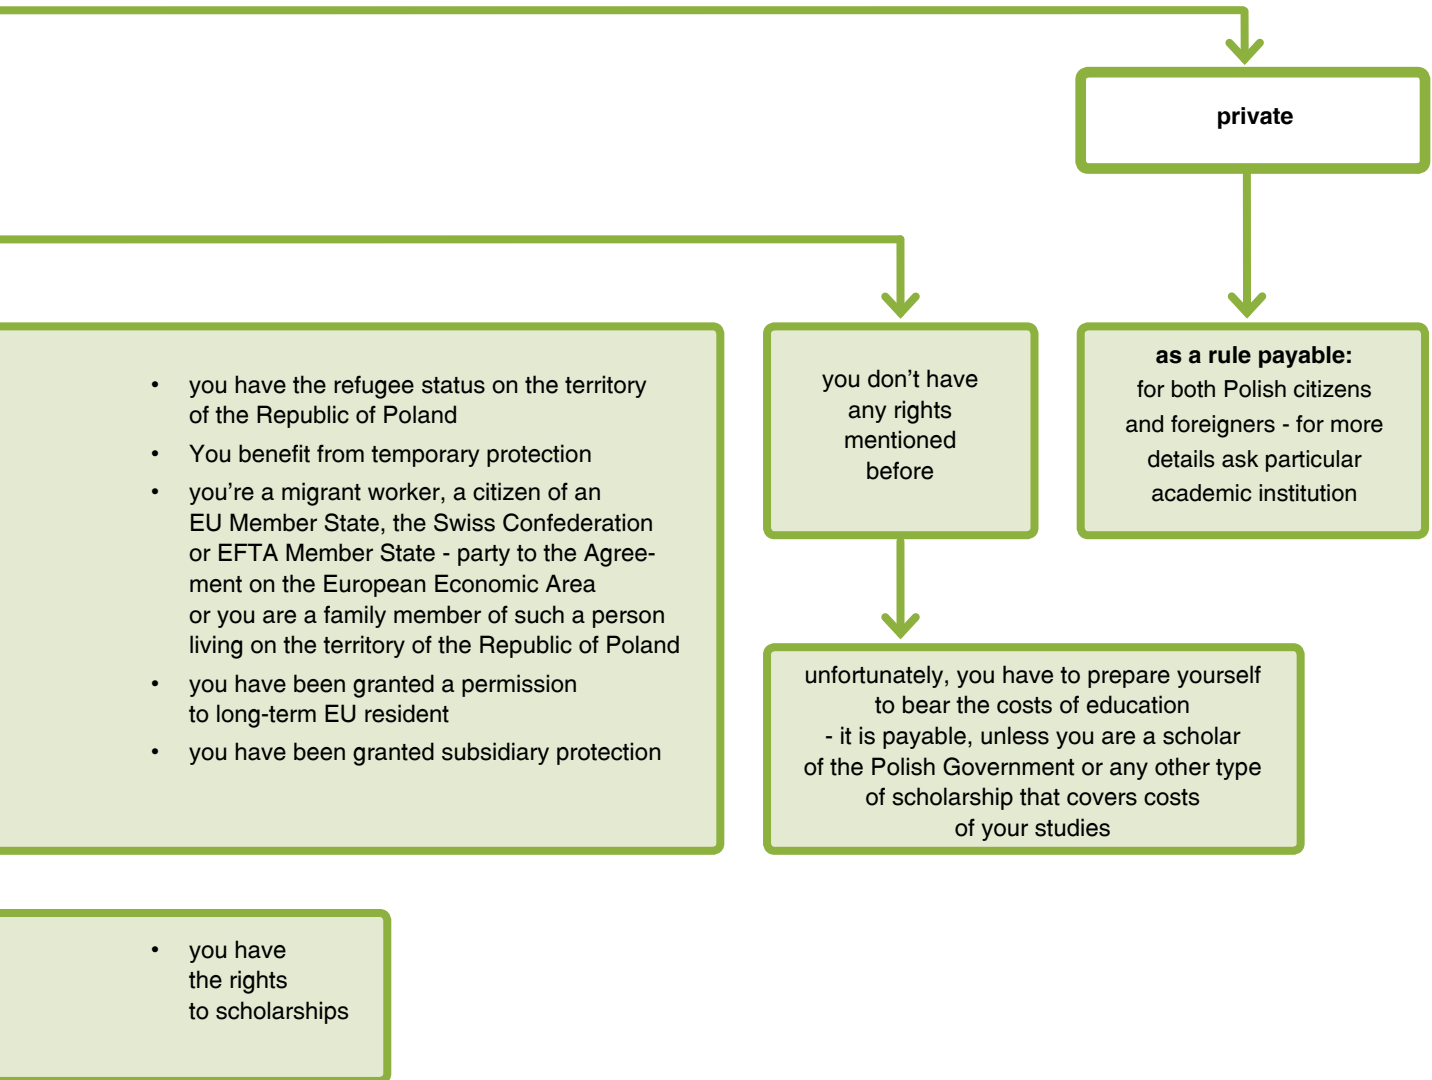 private
• you have the refugee status on the territory
of the Republic of Poland
• You benefit from temporary protection
• you’re a migrant worker, a citizen of an
EU Member State, the Swiss Confederation
or EFTA Member State - party to the Agree-
ment on the European Economic Area
or you are a family member of such a person
living on the territory of the Republic of Poland
• you have been granted a permission
to long-term EU resident
• you have been granted subsidiary protection
you don’t have
any rights
mentioned
before
as a rule payable:
for both Polish citizens
and foreigners - for more
details ask particular
academic institution
unfortunately, you have to prepare yourself
to bear the costs of education
- it is payable, unless you are a scholar
of the Polish Government or any other type
of scholarship that covers costs
of your studies
• you have
the rights
to scholarships